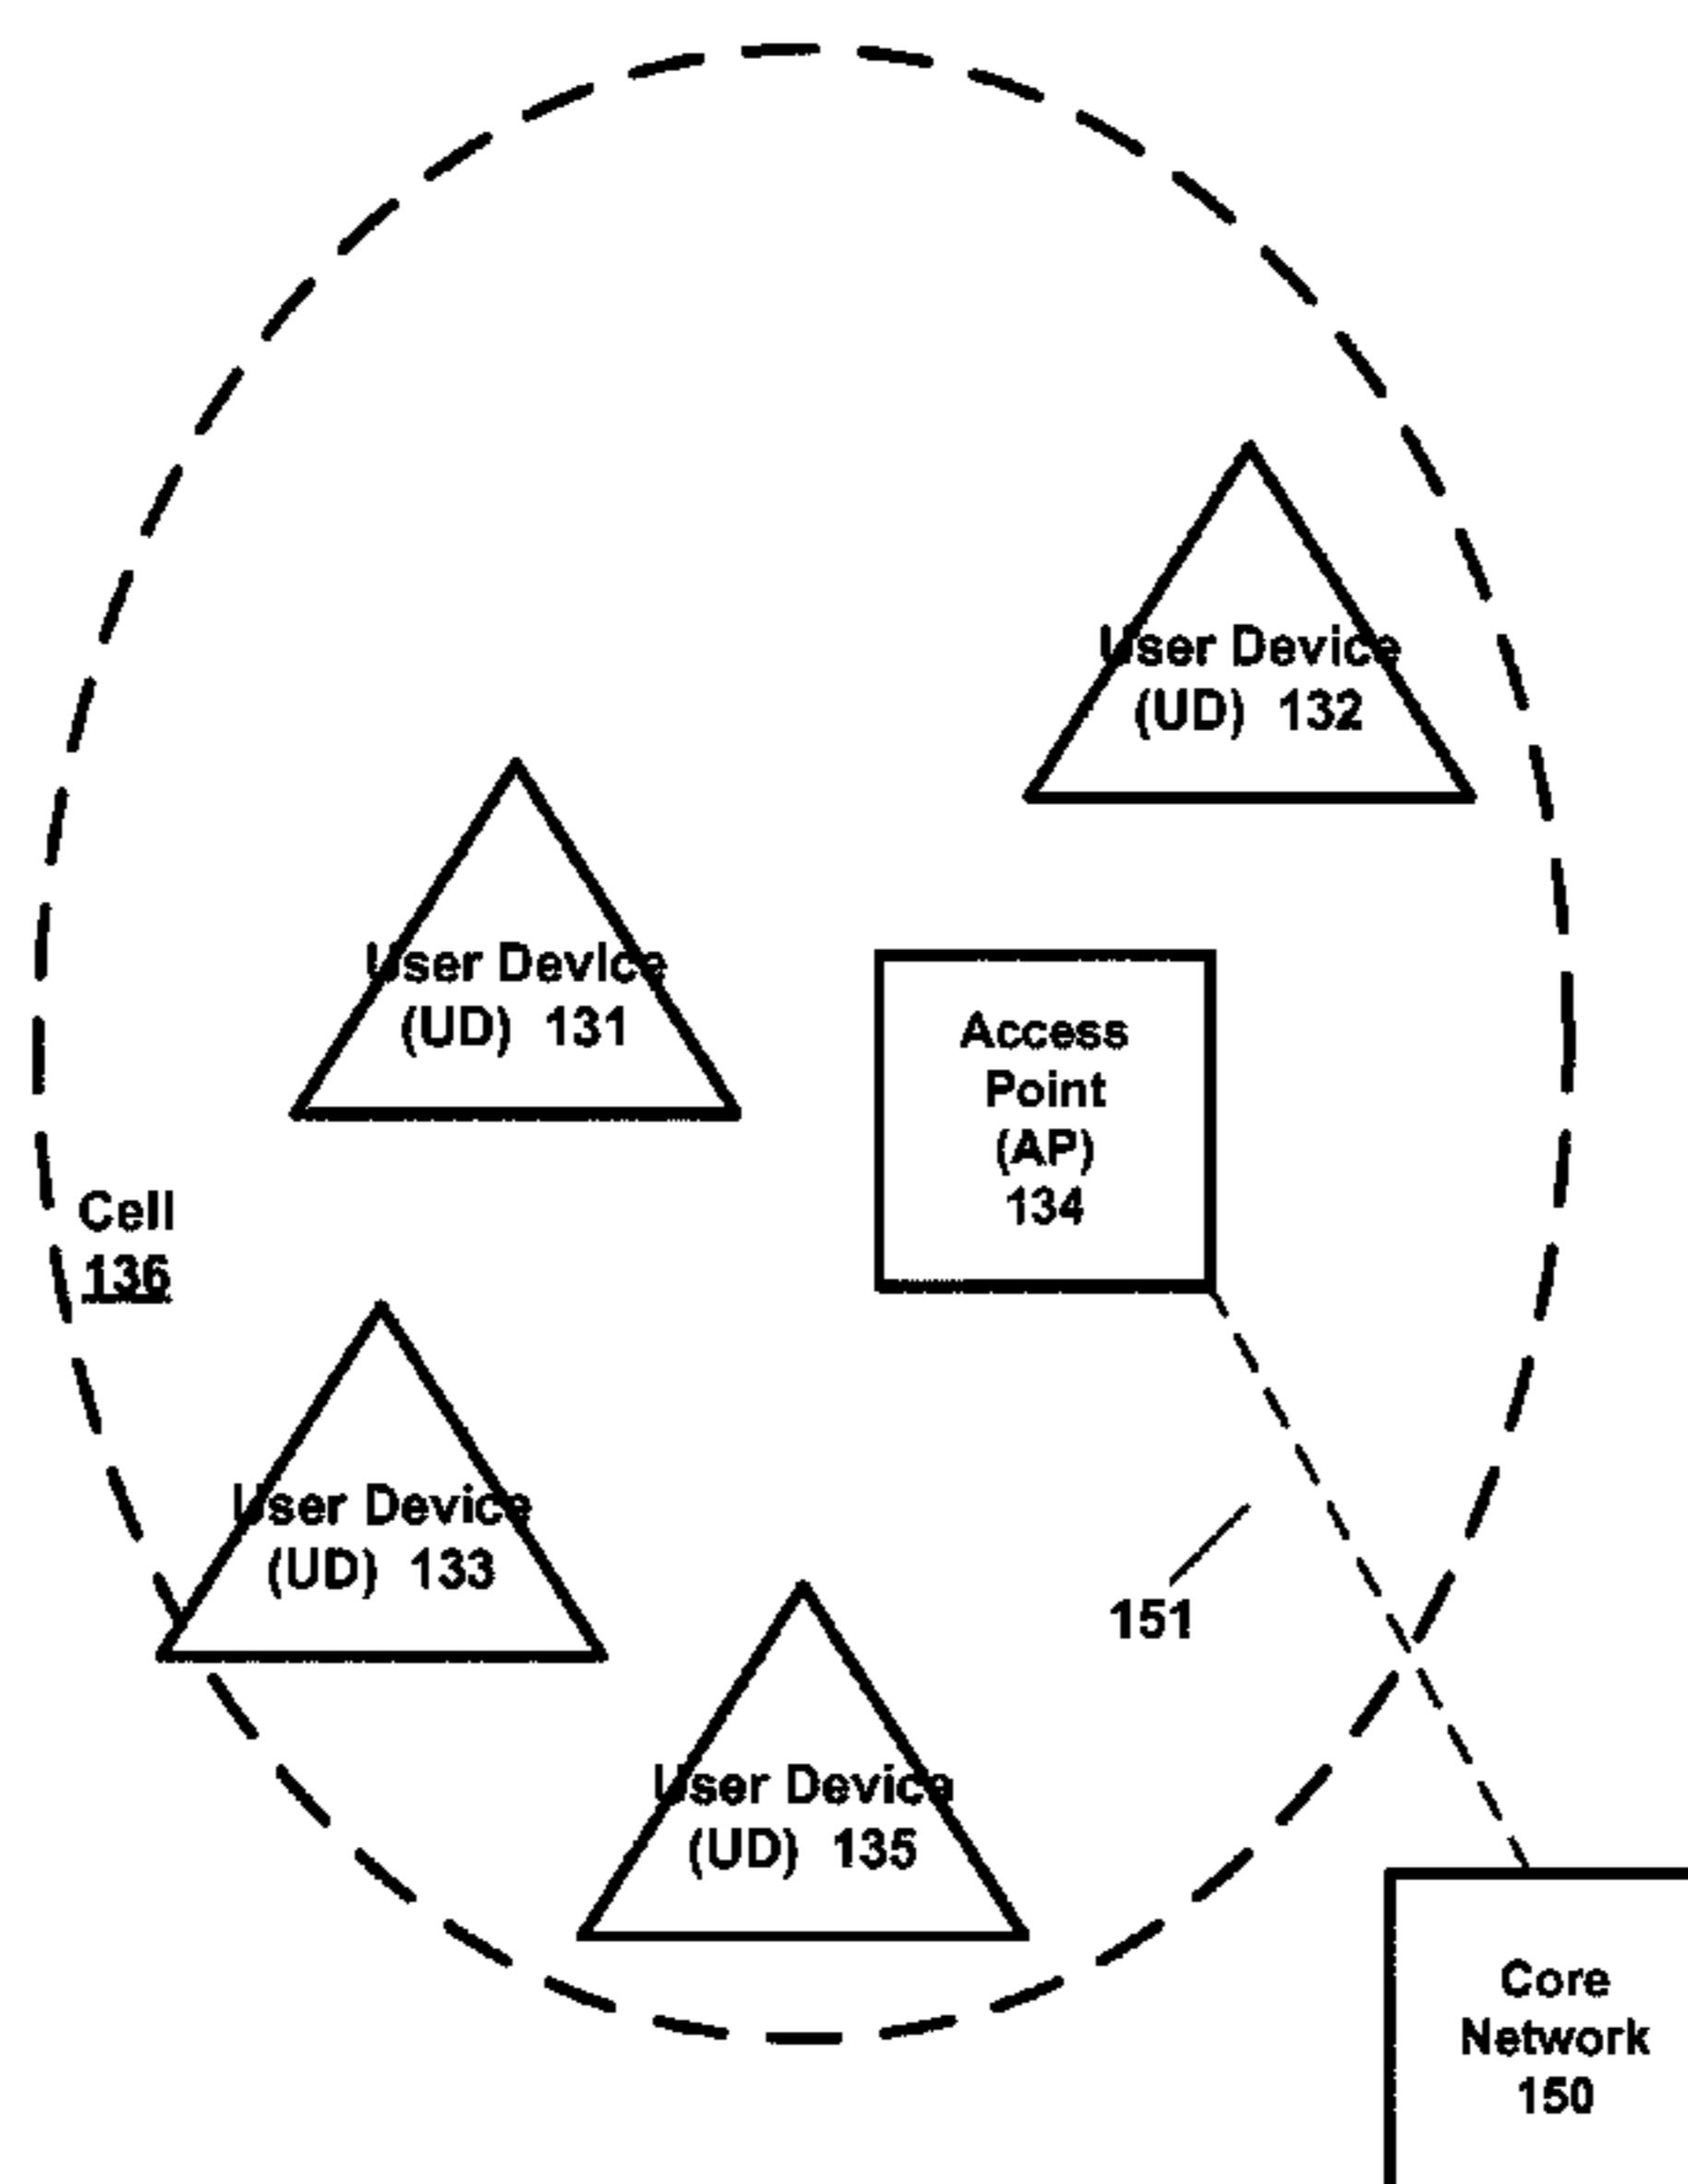 User Device
(UD) 132
User Device
(UD) 131
Access
Point
(AP)
134
Cell
136
User Device
(UD) 133
151
User Device
(UD) 135
Core
Network
150